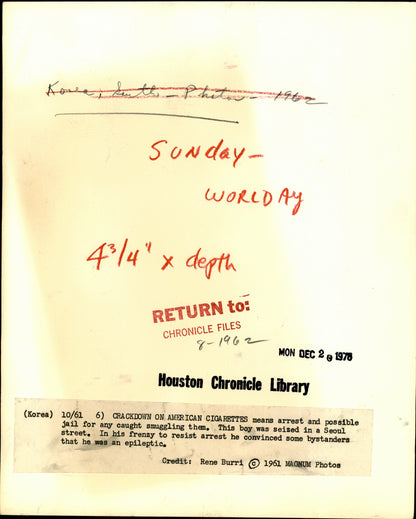 Korea, South - Photos - 1962
SUNday -
WORLDAY
4 3/4" x depth
RETURN to:
CHRONICLE FILES
8-1962
MON DEC 2 1978
Houston Chronicle Library
(Korea) 10/61 6) CRACKDOWN ON AMERICAN CIGARETTES means arrest and possible
jail for any caught smuggling them. This boy was seized in a Seoul
street. In his frenzy to resist arrest he convinced some bystanders
that he was an epileptic.
Credit: Rene Burri © 1961 MAGNUM Photos